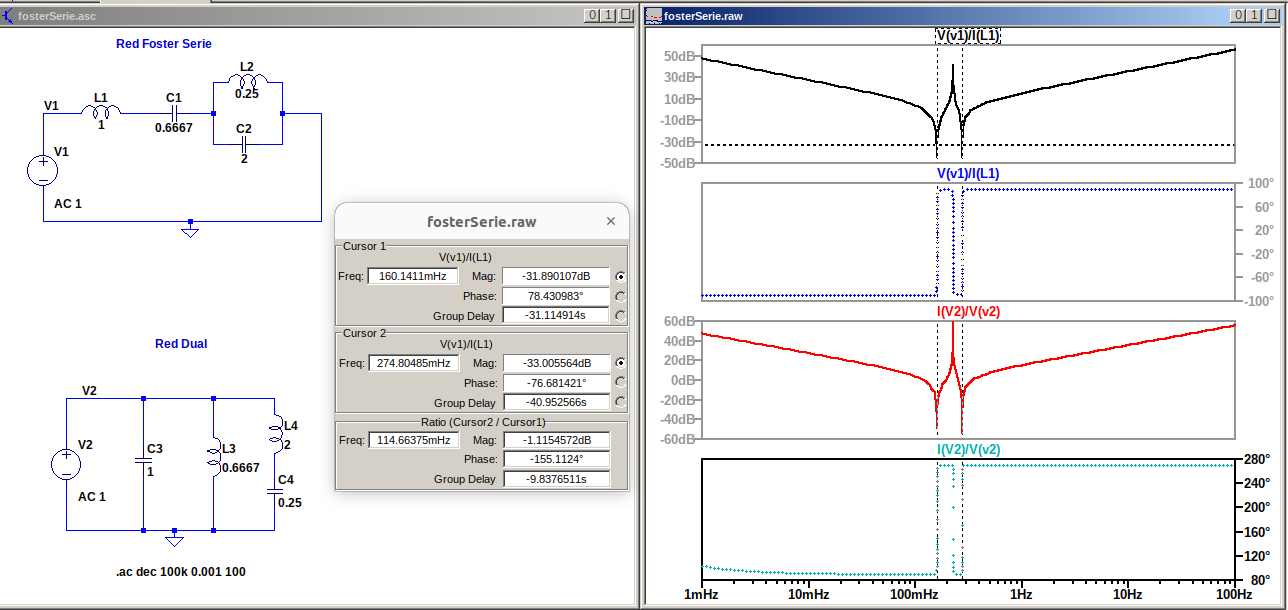 fosterSerie.asc
Red Foster Serie
L2
0.25
V1
L1
1
C1
0.6667
C2
2
V1
AC 1
Red Dual
V2
V2
AC 1
C3
1
L3
0.6667
L4
2
C4
0.25
.ac dec 100k 0.001 100
fosterSerie.raw
Cursor 1
V(v1)/I(L1)
Freq: 160.1411mHz Mag: -31.890107dB
Phase: 78.430983°
Group Delay -31.114914s
Cursor 2
V(v1)/I(L1)
Freq: 274.80485mHz Mag: -33.005564dB
Phase: -76.681421°
Group Delay -40.952566s
Ratio (Cursor2 / Cursor1)
Freq: 114.66375mHz Mag: -1.1154572dB
Phase: -155.1124°
Group Delay -9.8376511s
fosterSerie.raw
V(v1)/I(L1)
50dB
30dB
10dB
-10dB
-30dB
-50dB
V(v1)/I(L1)
100°
60°
20°
-20°
-60°
-100°
I(V2)/V(v2)
60dB
40dB
20dB
0dB
-20dB
-40dB
-60dB
I(V2)/V(v2)
280°
240°
200°
160°
120°
80°
1mHz 10mHz 100mHz 1Hz 10Hz 100Hz